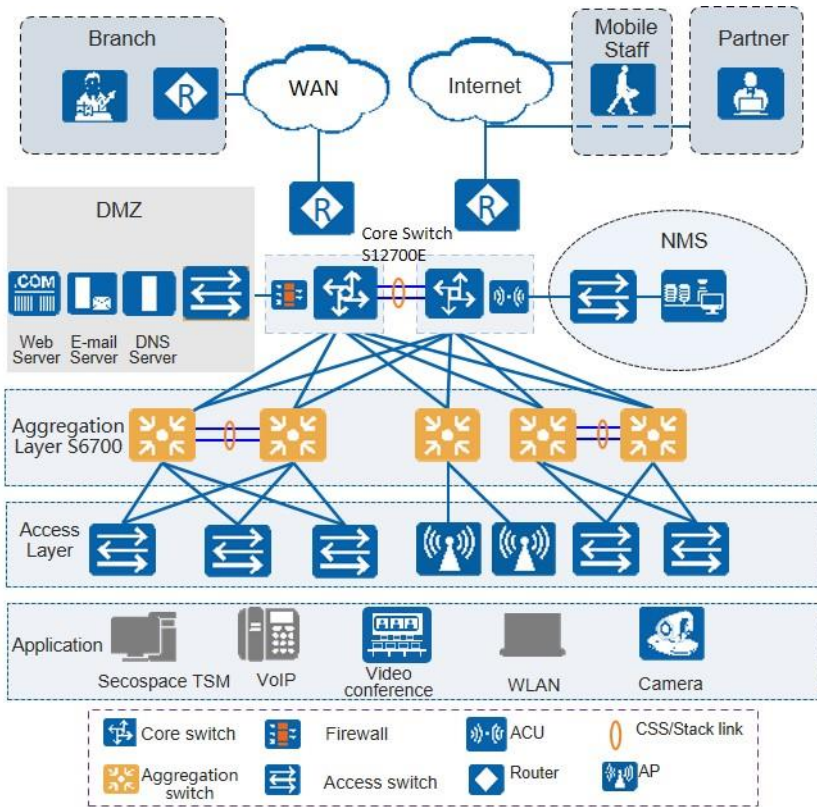 Branch
R
WAN
Internet
Mobile
Staff
Partner
R
R
DMZ
Core Switch
S12700E
NMS
.COM
Web
Server
E-mail
Server
DNS
Server
Aggregation
Layer S6700
Access
Layer
Application
Secospace TSM
VoIP
Video
conference
WLAN
Camera
Core switch
Firewall
ACU
CSS/Stack link
Aggregation
switch
Access switch
Router
AP